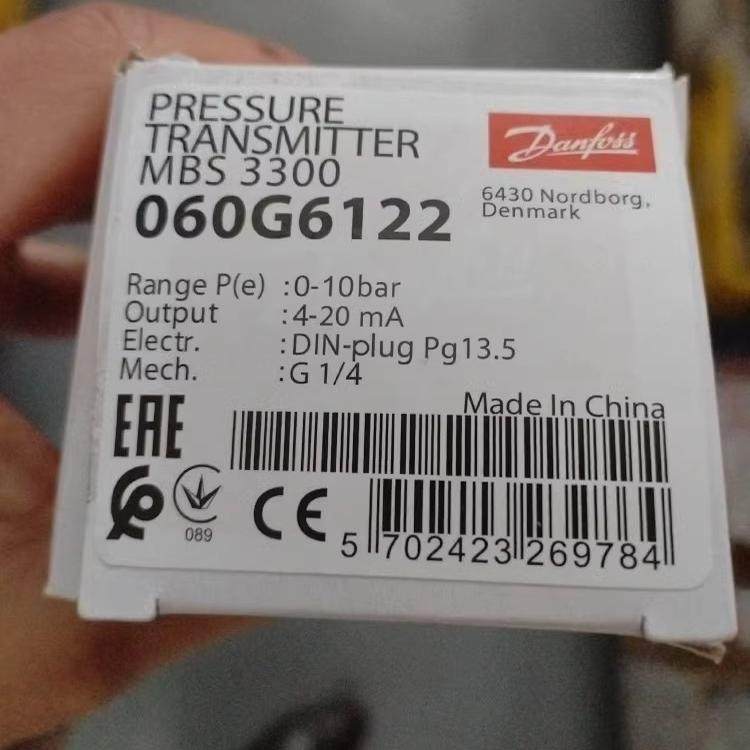 PRESSURE
TRANSMITTER
MBS 3300
060G6122
Danfoss
6430 Nordborg,
Denmark
Range P(e) :0-10bar
Output :4-20 mA
Electr. :DIN-plug Pg13.5
Mech. :G 1/4
Made In China
EAC
089
CE
5 702423 269784